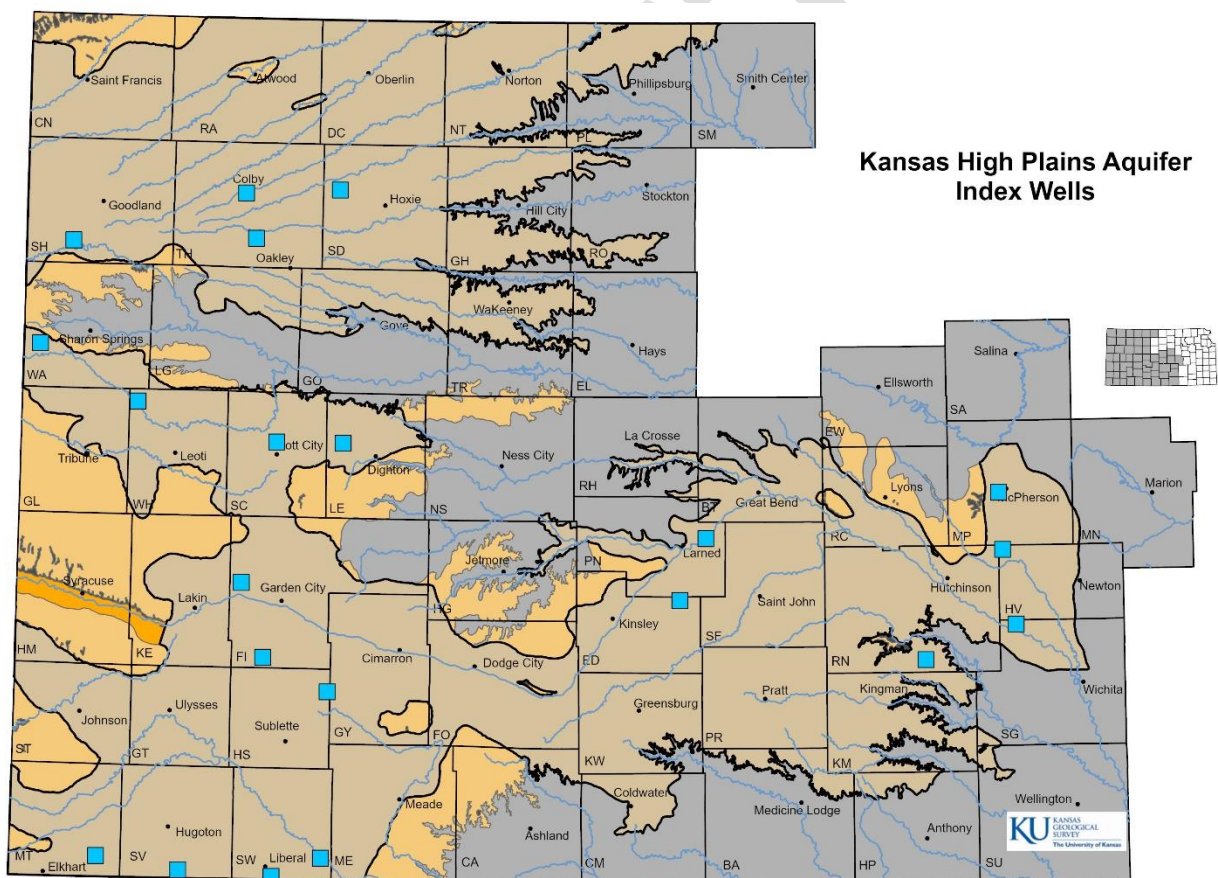 Kansas High Plains Aquifer
Index Wells
Saint Francis
Atwood
Oberlin
Norton
Phillipsburg
Smith Center
CN
RA
DC
NT
PL
SM
Colby
Goodland
Hoxie
Hill City
Stockton
SH
TH
Oakley
SD
GH
RO
WaKeeney
Sharon Springs
Gove
Hays
WA
LG
GO
TR
EL
Salina
Ellsworth
SA
Tribune
Leoti
ott City
Dighton
Ness City
La Crosse
EW
GL
WH
SC
LE
NS
RH
BT
Great Bend
Lyons
McPherson
Marion
RC
MP
MN
Syracuse
Lakin
Garden City
Jetmore
PN
Larned
Hutchinson
Newton
HM
KE
FI
HG
Cimarron
Dodge City
Kinsley
Saint John
ED
SF
RN
HV
Johnson
Ulysses
Sublette
Greensburg
Pratt
Kingman
Wichita
ST
GT
HS
GY
FO
KW
PR
KM
SG
Hugoton
Meade
Coldwater
Medicine Lodge
Wellington
Elkhart
Liberal
Ashland
Anthony
MT
SV
SW
ME
CA
CM
BA
HP
SU
KU KANSAS
GEOLOGICAL
SURVEY
The University of Kansas